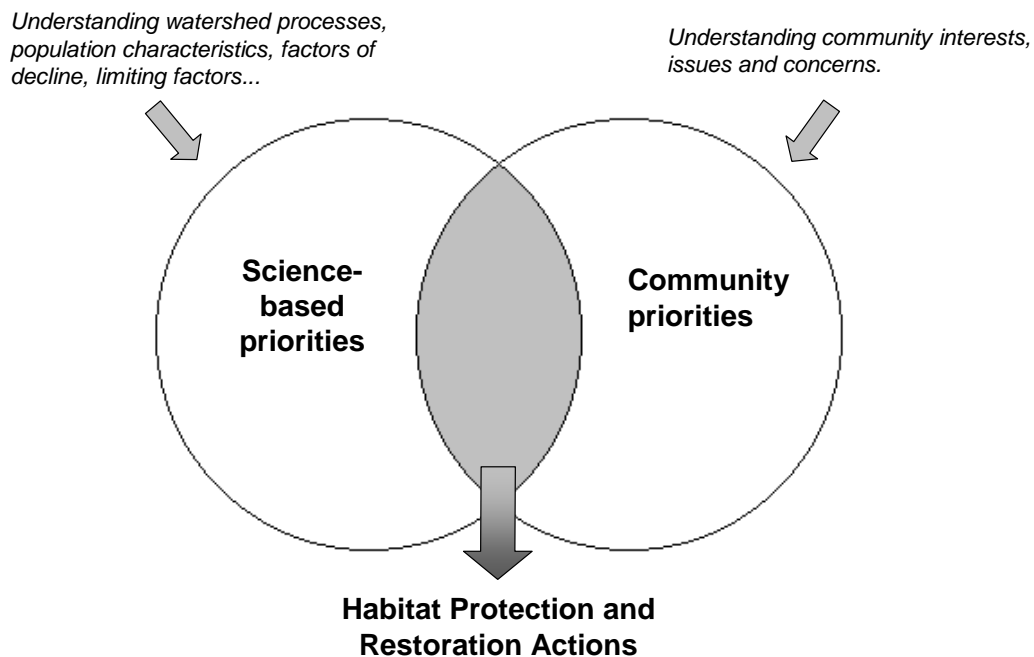 Understanding watershed processes,
population characteristics, factors of
decline, limiting factors...
Understanding community interests,
issues and concerns.
Science-
based
priorities
Community
priorities
Habitat Protection and
Restoration Actions